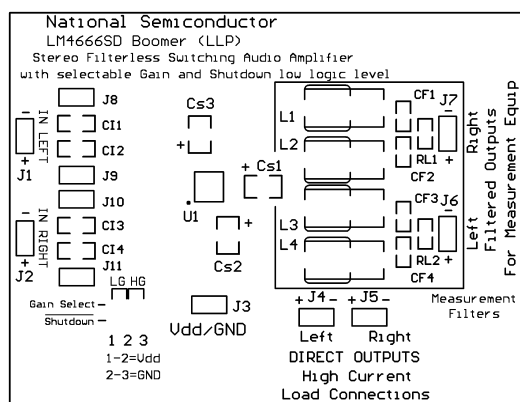 National Semiconductor
LM4666SD Boomer (LLP)
Stereo Filterless Switching Audio Amplifier
with selectable Gain and Shutdown low logic level
J8
Cs3
CF1
J7
-
IN LEFT
CI1
L1
-
Right
+
J1
CI2
+
L2
RL1
+
CF2
J9
Cs1
+
J10
U1
CF3
J6
-
IN RIGHT
CI3
+
L3
-
Left
+
J2
CI4
L4
RL2
+
J11
Cs2
CF4
Filtered Outputs
For Measurement Equip
LG HG
Gain Select -
J3
+ J4 -
+ J5 -
Measurement
Filters
Shutdown -
Vdd/GND
1 2 3
Left
Right
1-2=Vdd
DIRECT OUTPUTS
2-3=GND
High Current
Load Connections